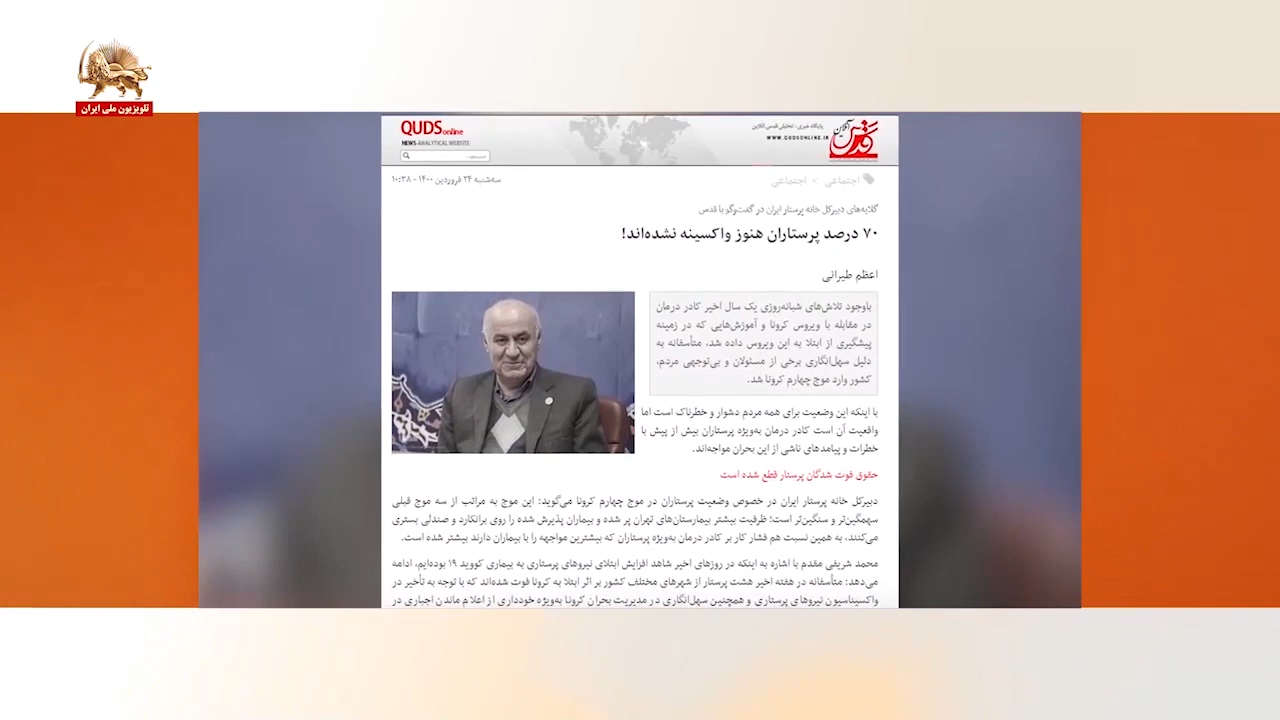 تلویزیون ملی ایران
QUDSonline
NEWS-ANALYTICAL WEBSITE
پایگاه خبری - تحلیلی قدس آنلاین
WWW.QUDSONLINE.IR
قدس آنلاین
اجتماعی > اجتماعی
سه‌شنبه ۲۴ فروردین ۱۴۰۰ - ۱۰:۳۸
گلایه‌های دبیرکل خانه پرستار ایران در گفت‌وگو با قدس
۷۰ درصد پرستاران هنوز واکسینه نشده‌اند!
اعظم طیرانی
باوجود تلاش‌های شبانه‌روزی یک سال اخیر کادر درمان
در مقابله با ویروس کرونا و آموزش‌هایی که در زمینه
پیشگیری از ابتلا به این ویروس داده شد، متأسفانه به
دلیل سهل‌انگاری برخی از مسئولان و بی‌توجهی مردم،
کشور وارد موج چهارم کرونا شد.
با اینکه این وضعیت برای همه مردم دشوار و خطرناک است اما
واقعیت آن است کادر درمان به‌ویژه پرستاران بیش از پیش با
خطرات و پیامدهای ناشی از این بحران مواجه‌اند.
حقوق فوت شدگان پرستار قطع شده است
دبیرکل خانه پرستار ایران در خصوص وضعیت پرستاران در موج چهارم کرونا می‌گوید: این موج به مراتب از سه موج قبلی
سهمگین‌تر و سنگین‌تر است؛ ظرفیت بیشتر بیمارستان‌های تهران پر شده و بیماران پذیرش شده را روی برانکارد و صندلی بستری
می‌کنند، به همین نسبت هم فشار کار بر کادر درمان به‌ویژه پرستاران که بیشترین مواجهه را با بیماران دارند بیشتر شده است.
محمد شریفی مقدم با اشاره به اینکه در روزهای اخیر شاهد افزایش ابتلای نیروهای پرستاری به بیماری کووید ۱۹ بوده‌ایم، ادامه
می‌دهد: متأسفانه در هفته اخیر هشت پرستار از شهرهای مختلف کشور بر اثر ابتلا به کرونا فوت شده‌اند که با توجه به تأخیر در
واکسیناسیون نیروهای پرستاری و همچنین سهل‌انگاری در مدیریت بحران کرونا به‌ویژه خودداری از اعلام ماندن اجباری در